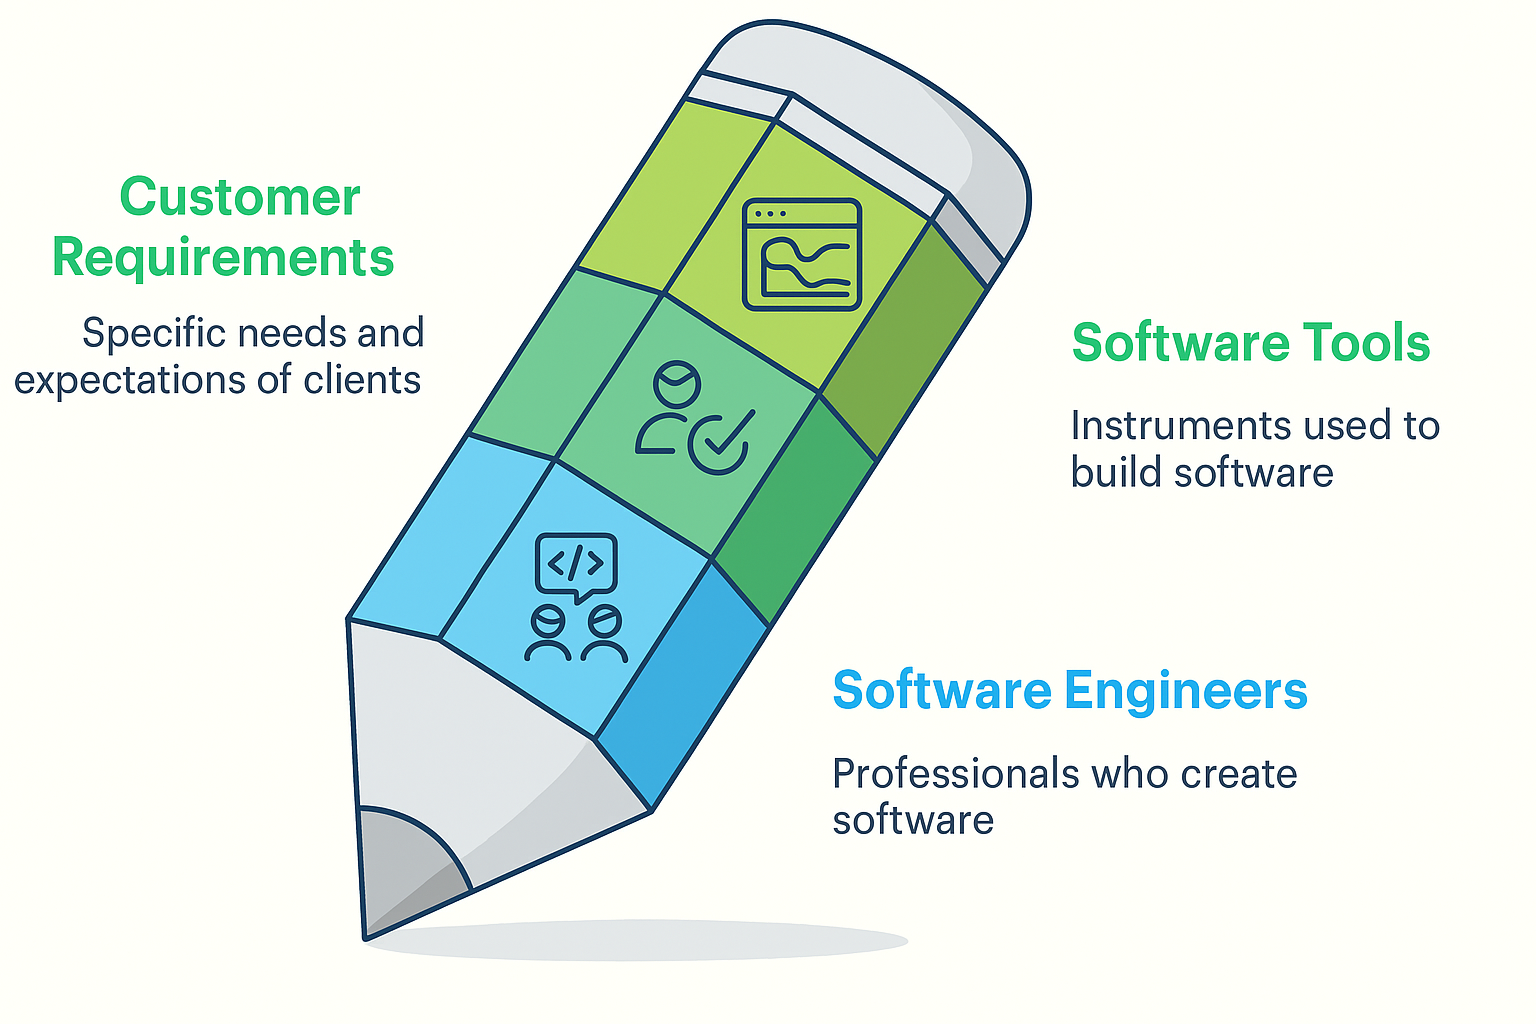 Customer
Requirements
Specific needs and
expectations of clients
Software Tools
Instruments used to
build software
</>
Software Engineers
Professionals who create
software